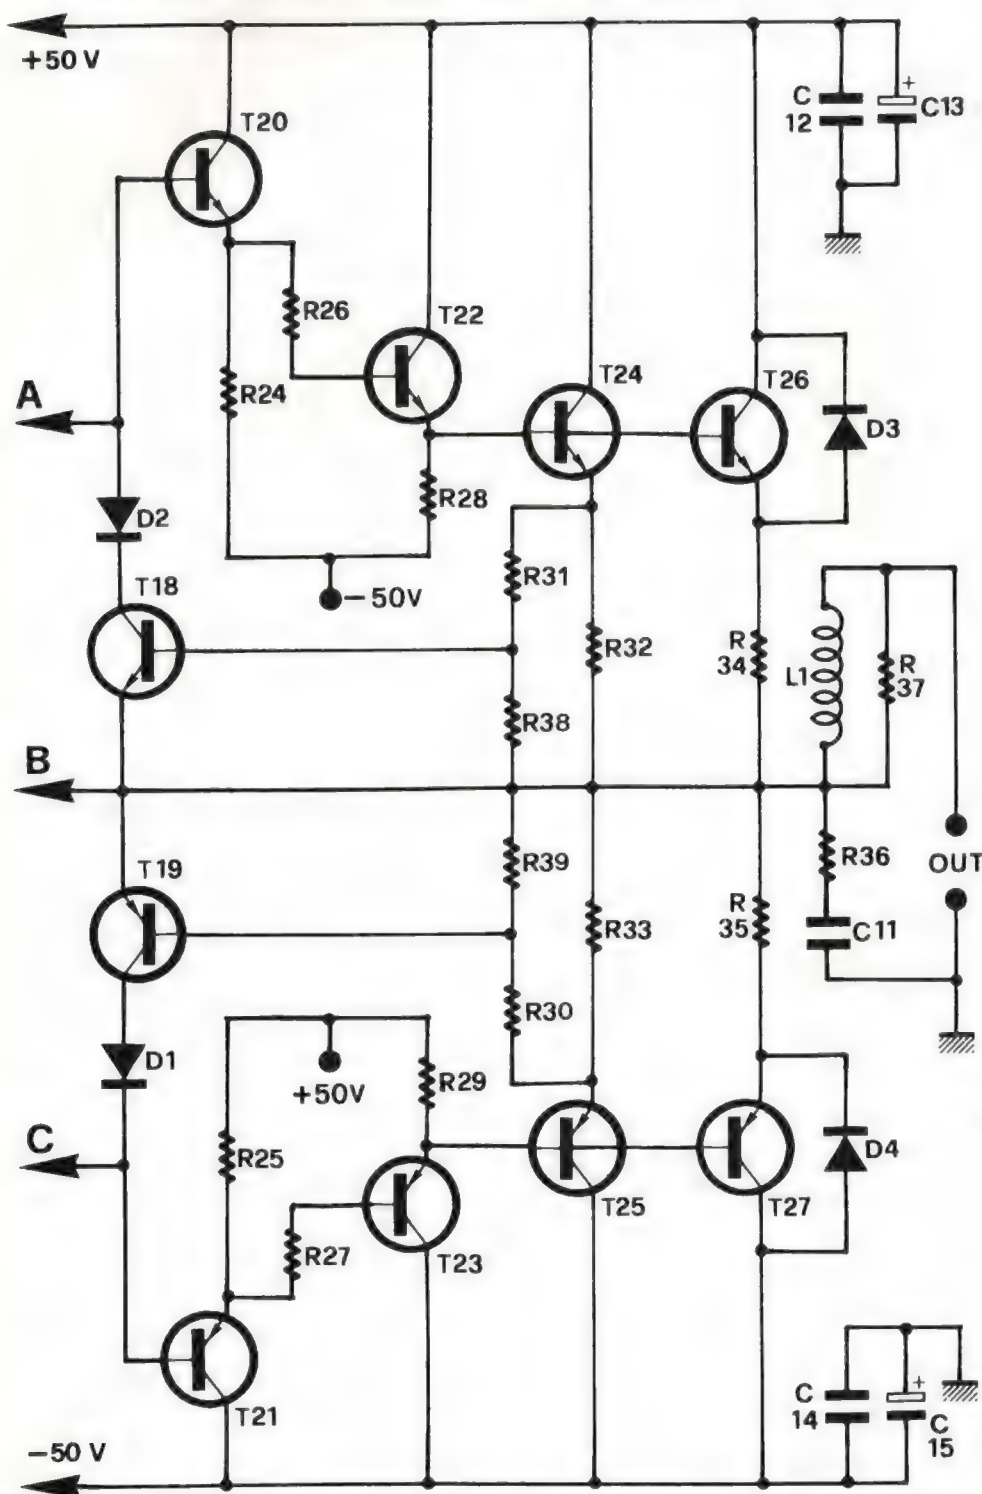 +50 V
T20
C
12
+
C13
R26
T22
T24
T26
A
R24
D3
D2
R28
T18
R31
−50V
R32
R
34
L1
R
37
R38
B
T19
R39
R36
OUT
R33
R
35
C11
R30
D1
+50V
R29
C
R25
D4
T25
T27
R27
T23
T21
C
14
+
C
15
−50 V